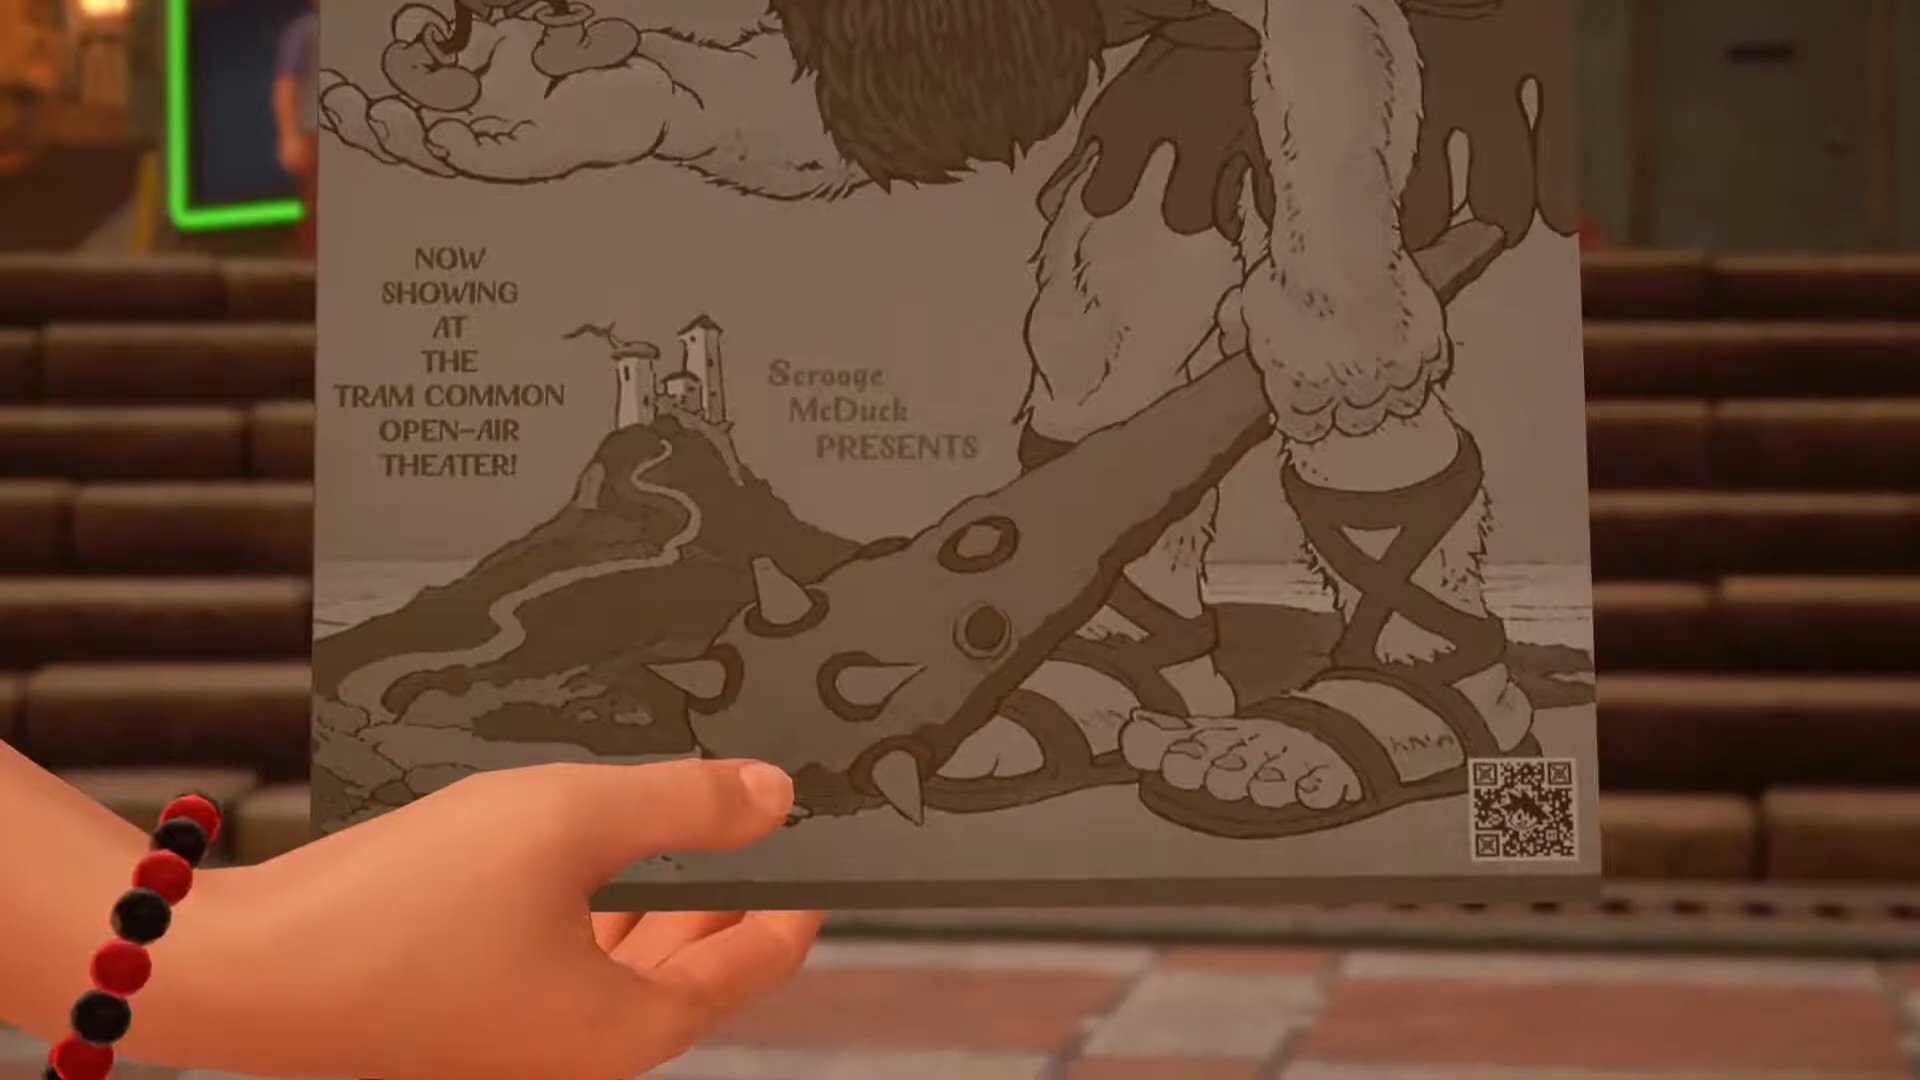 NOW
SHOWING
AT
THE
TRAM COMMON
OPEN-AIR
THEATER!
Scrooge
McDuck
PRESENTS